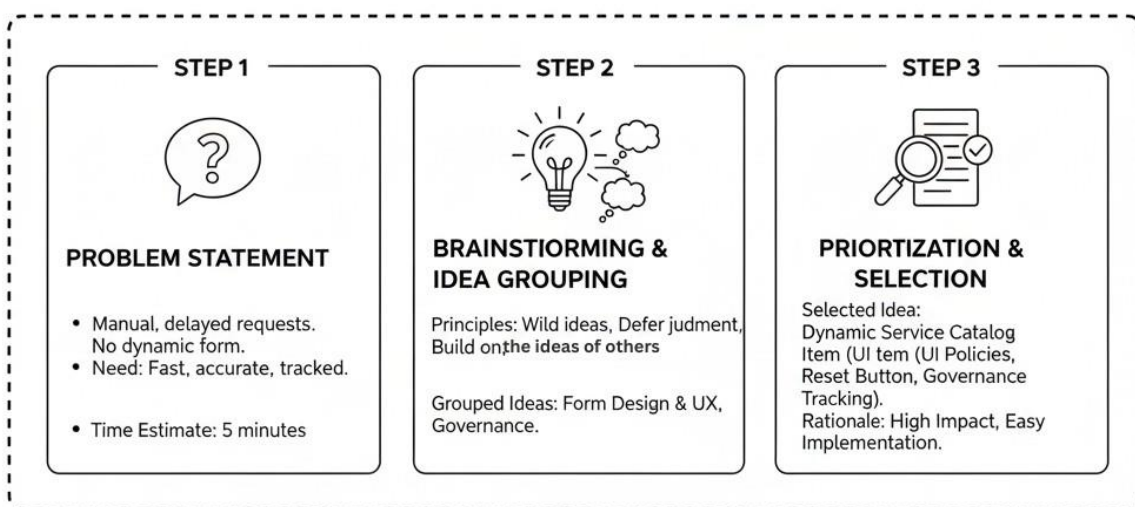 STEP 1
?
PROBLEM STATEMENT
• Manual, delayed requests.
No dynamic form.
• Need: Fast, accurate, tracked.
• Time Estimate: 5 minutes
STEP 2
BRAINSTIORMING &
IDEA GROUPING
Principles: Wild ideas, Defer judment,
Build on,the ideas of others
Grouped Ideas: Form Design & UX,
Governance.
STEP 3
PRIORTIZATION &
SELECTION
Selected Idea:
Dynamic Service Catalog
Item (UI tem (UI Policies,
Reset Button, Governance
Tracking).
Rationale: High Impact, Easy
Implementation.